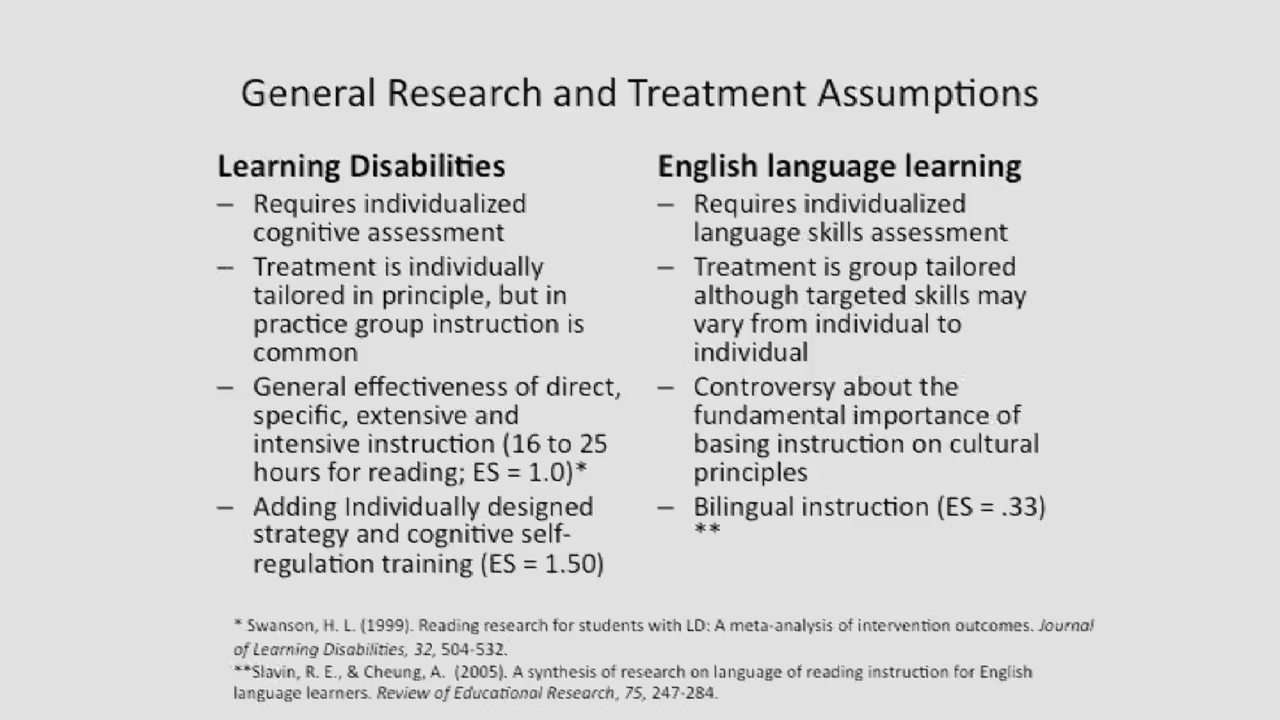 General Research and Treatment Assumptions
Learning Disabilities
– Requires individualized
cognitive assessment
– Treatment is individually
tailored in principle, but in
practice group instruction is
common
– General effectiveness of direct,
specific, extensive and
intensive instruction (16 to 25
hours for reading; ES = 1.0)*
– Adding Individually designed
strategy and cognitive self-
regulation training (ES = 1.50)
English language learning
– Requires individualized
language skills assessment
– Treatment is group tailored
although targeted skills may
vary from individual to
individual
– Controversy about the
fundamental importance of
basing instruction on cultural
principles
– Bilingual instruction (ES = .33)
**
* Swanson, H. L. (1999). Reading research for students with LD: A meta-analysis of intervention outcomes. Journal
of Learning Disabilities, 32, 504-532.
**Slavin, R. E., & Cheung, A. (2005). A synthesis of research on language of reading instruction for English
language learners. Review of Educational Research, 75, 247-284.